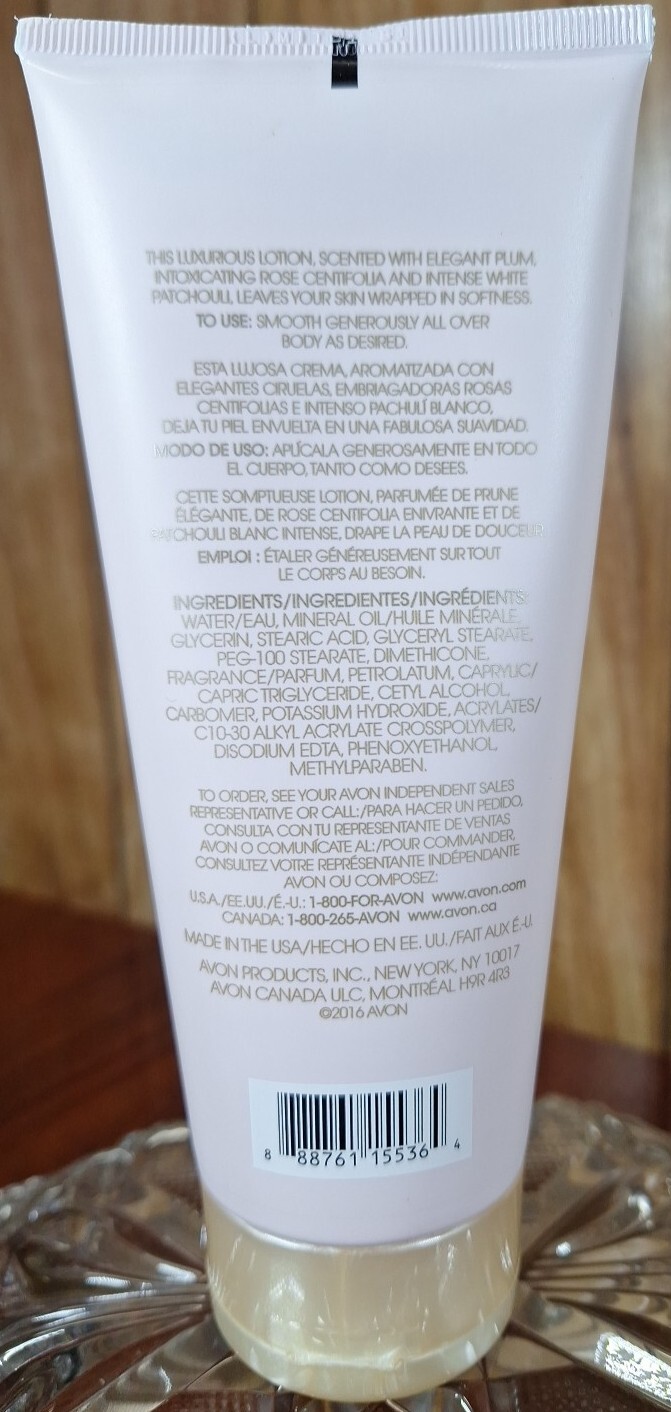 THIS LUXURIOUS LOTION, SCENTED WITH ELEGANT PLUM,
INTOXICATING ROSE CENTIFOLIA AND INTENSE WHITE
PATCHOULI, LEAVES YOUR SKIN WRAPPED IN SOFTNESS.
TO USE: SMOOTH GENEROUSLY ALL OVER
BODY AS DESIRED.
ESTA LUJOSA CREMA, AROMATIZADA CON
ELEGANTES CIRUELAS, EMBRIAGADORAS ROSAS
CENTIFOLIAS E INTENSO PACHULÍ BLANCO,
DEJA TU PIEL ENVUELTA EN UNA FABULOSA SUAVIDAD.
MODO DE USO: APLÍCALA GENEROSAMENTE EN TODO
EL CUERPO, TANTO COMO DESEES.
CETTE SOMPTUEUSE LOTION, PARFUMÉE DE PRUNE
ÉLÉGANTE, DE ROSE CENTIFOLIA ENIVRANTE ET DE
PATCHOULI BLANC INTENSE, DRAPE LA PEAU DE DOUCEUR.
EMPLOI : ÉTALER GÉNÉREUSEMENT SUR TOUT
LE CORPS AU BESOIN.
INGREDIENTS/INGREDIENTES/INGRÉDIENTS:
WATER/EAU, MINERAL OIL/HUILE MINÉRALE,
GLYCERIN, STEARIC ACID, GLYCERYL STEARATE,
PEG-100 STEARATE, DIMETHICONE,
FRAGRANCE/PARFUM, PETROLATUM, CAPRYLIC/
CAPRIC TRIGLYCERIDE, CETYL ALCOHOL,
CARBOMER, POTASSIUM HYDROXIDE, ACRYLATES/
C10-30 ALKYL ACRYLATE CROSSPOLYMER,
DISODIUM EDTA, PHENOXYETHANOL,
METHYLPARABEN.
TO ORDER, SEE YOUR AVON INDEPENDENT SALES
REPRESENTATIVE OR CALL:/PARA HACER UN PEDIDO,
CONSULTA CON TU REPRESENTANTE DE VENTAS
AVON O COMUNÍCATE AL:/POUR COMMANDER,
CONSULTEZ VOTRE REPRÉSENTANTE INDÉPENDANTE
AVON OU COMPOSEZ:
U.S.A./EE.UU./É.-U.: 1-800-FOR-AVON www.avon.com
CANADA: 1-800-265-AVON www.avon.ca
MADE IN THE USA/HECHO EN EE. UU./FAIT AUX É.-U.
AVON PRODUCTS, INC., NEW YORK, NY 10017
AVON CANADA ULC, MONTRÉAL H9R 4R3
©2016 AVON
8 88761 15536 4